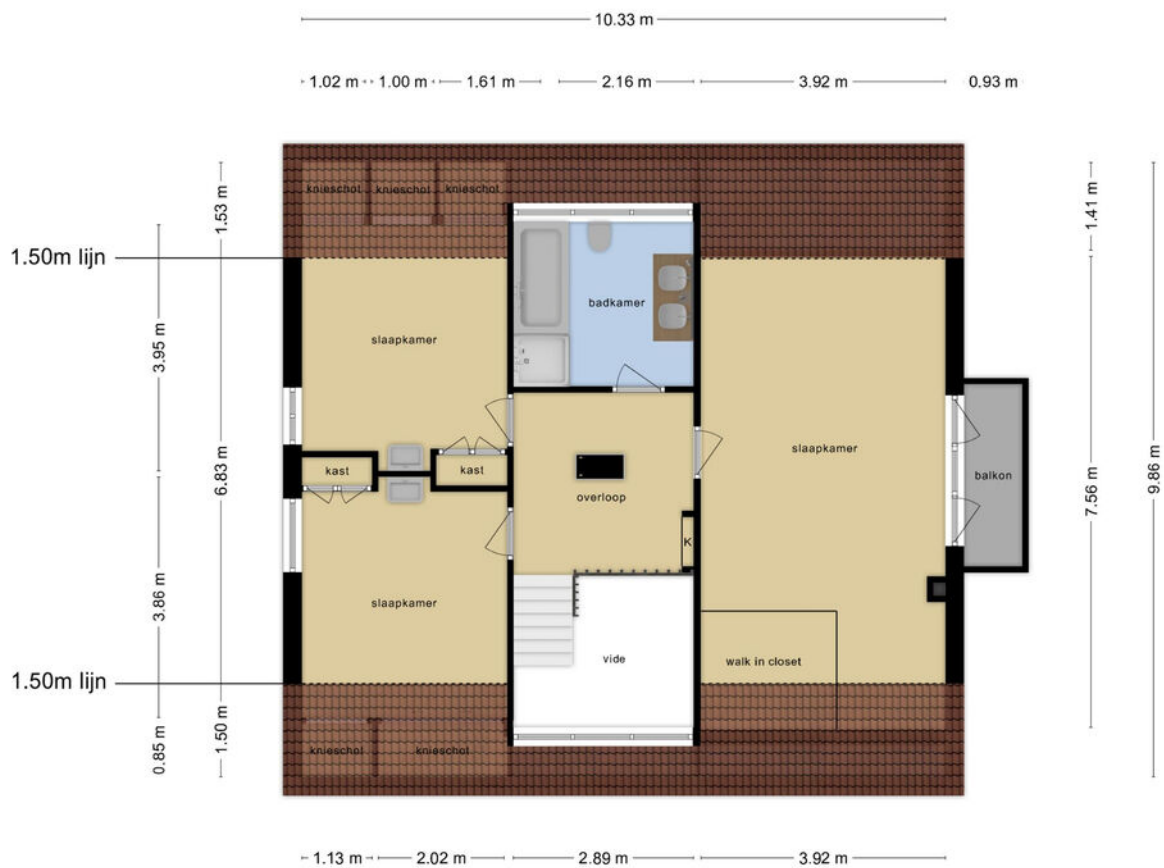 10.33 m
1.02 m
1.00 m
1.61 m
2.16 m
3.92 m
0.93 m
knieschot
knieschot
knieschot
1.53 m
1.41 m
1.50m lijn
badkamer
slaapkamer
3.95 m
6.83 m
slaapkamer
7.56 m
9.86 m
kast
kast
overloop
balkon
K
slaapkamer
3.86 m
vide
walk in closet
1.50m lijn
0.85 m
1.50 m
knieschot
knieschot
1.13 m
2.02 m
2.89 m
3.92 m